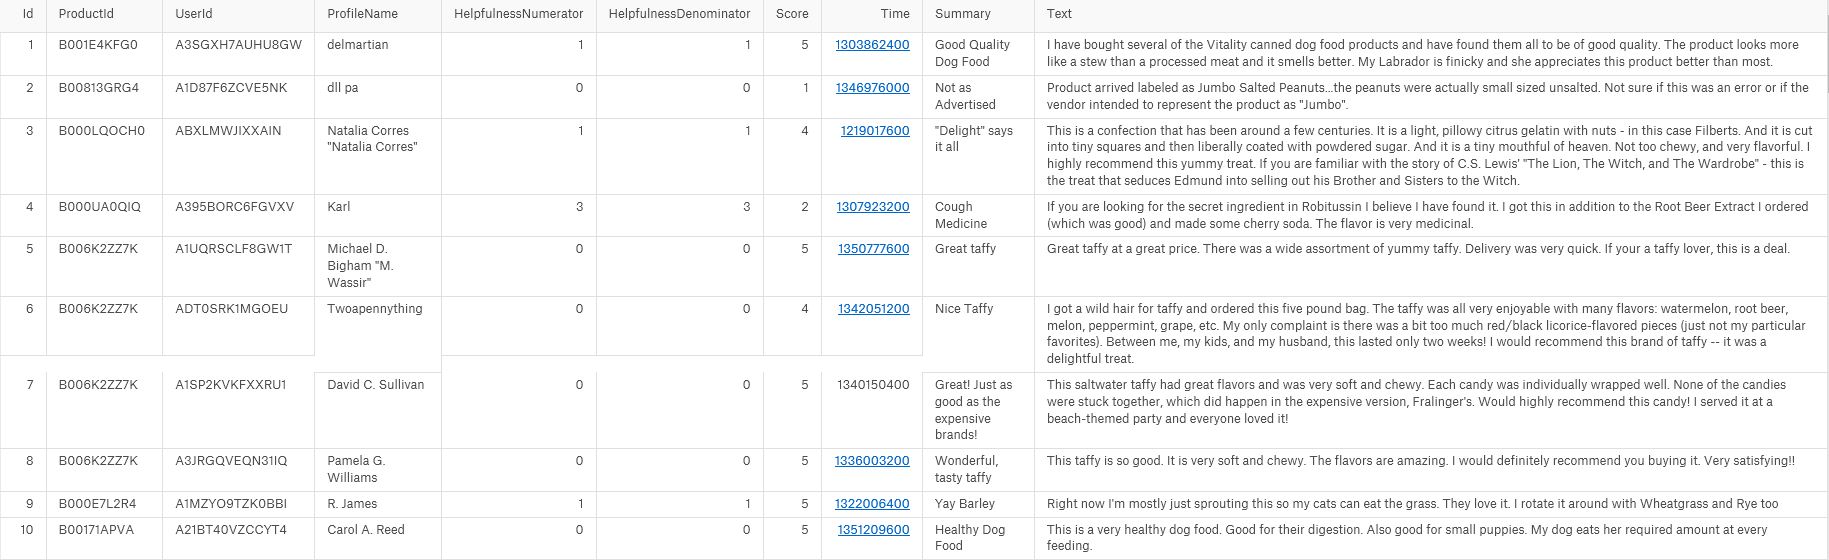 Id ProductId UserId ProfileName HelpfulnessNumerator HelpfulnessDenominator Score Time Summary Text
1 B001E4KFG0 A3SGXH7AUHU8GW delmartian 1 1 5 1303862400 Good Quality I have bought several of the Vitality canned dog food products and have found them all to be of good quality. The product looks more
Dog Food like a stew than a processed meat and it smells better. My Labrador is finicky and she appreciates this product better than most.
2 B00813GRG4 A1D87F6ZCVE5NK dll pa 0 0 1 1346976000 Not as Product arrived labeled as Jumbo Salted Peanuts...the peanuts were actually small sized unsalted. Not sure if this was an error or if the
Advertised vendor intended to represent the product as "Jumbo".
3 B000LQOCH0 ABXLMWJIXXAIN Natalia Corres 1 1 4 1219017600 "Delight" says This is a confection that has been around a few centuries. It is a light, pillowy citrus gelatin with nuts - in this case Filberts. And it is cut
"Natalia Corres" it all into tiny squares and then liberally coated with powdered sugar. And it is a tiny mouthful of heaven. Not too chewy, and very flavorful. I
highly recommend this yummy treat. If you are familiar with the story of C.S. Lewis' "The Lion, The Witch, and The Wardrobe" - this is
the treat that seduces Edmund into selling out his Brother and Sisters to the Witch.
4 B000UA0QIQ A395BORC6FGVXV Karl 3 3 2 1307923200 Cough If you are looking for the secret ingredient in Robitussin I believe I have found it. I got this in addition to the Root Beer Extract I ordered
Medicine (which was good) and made some cherry soda. The flavor is very medicinal.
5 B006K2ZZ7K A1UQRSCLF8GW1T Michael D. 0 0 5 1350777600 Great taffy Great taffy at a great price. There was a wide assortment of yummy taffy. Delivery was very quick. If your a taffy lover, this is a deal.
Bigham "M.
Wassir"
6 B006K2ZZ7K ADT0SRK1MGOEU Twoapennything 0 0 4 1342051200 Nice Taffy I got a wild hair for taffy and ordered this five pound bag. The taffy was all very enjoyable with many flavors: watermelon, root beer,
melon, peppermint, grape, etc. My only complaint is there was a bit too much red/black licorice-flavored pieces (just not my particular
favorites). Between me, my kids, and my husband, this lasted only two weeks! I would recommend this brand of taffy -- it was a
delightful treat.
7 B006K2ZZ7K A1SP2KVKFXXRU1 David C. Sullivan 0 0 5 1340150400 Great! Just as This saltwater taffy had great flavors and was very soft and chewy. Each candy was individually wrapped well. None of the candies
good as the were stuck together, which did happen in the expensive version, Fralinger's. Would highly recommend this candy! I served it at a
expensive beach-themed party and everyone loved it!
brands!
8 B006K2ZZ7K A3JRGQVEQN31IQ Pamela G. 0 0 5 1336003200 Wonderful, This taffy is so good. It is very soft and chewy. The flavors are amazing. I would definitely recommend you buying it. Very satisfying!!
Williams tasty taffy
9 B000E7L2R4 A1MZYO9TZK0BBI R. James 1 1 5 1322006400 Yay Barley Right now I'm mostly just sprouting this so my cats can eat the grass. They love it. I rotate it around with Wheatgrass and Rye too
10 B00171APVA A21BT40VZCCYT4 Carol A. Reed 0 0 5 1351209600 Healthy Dog This is a very healthy dog food. Good for their digestion. Also good for small puppies. My dog eats her required amount at every
Food feeding.